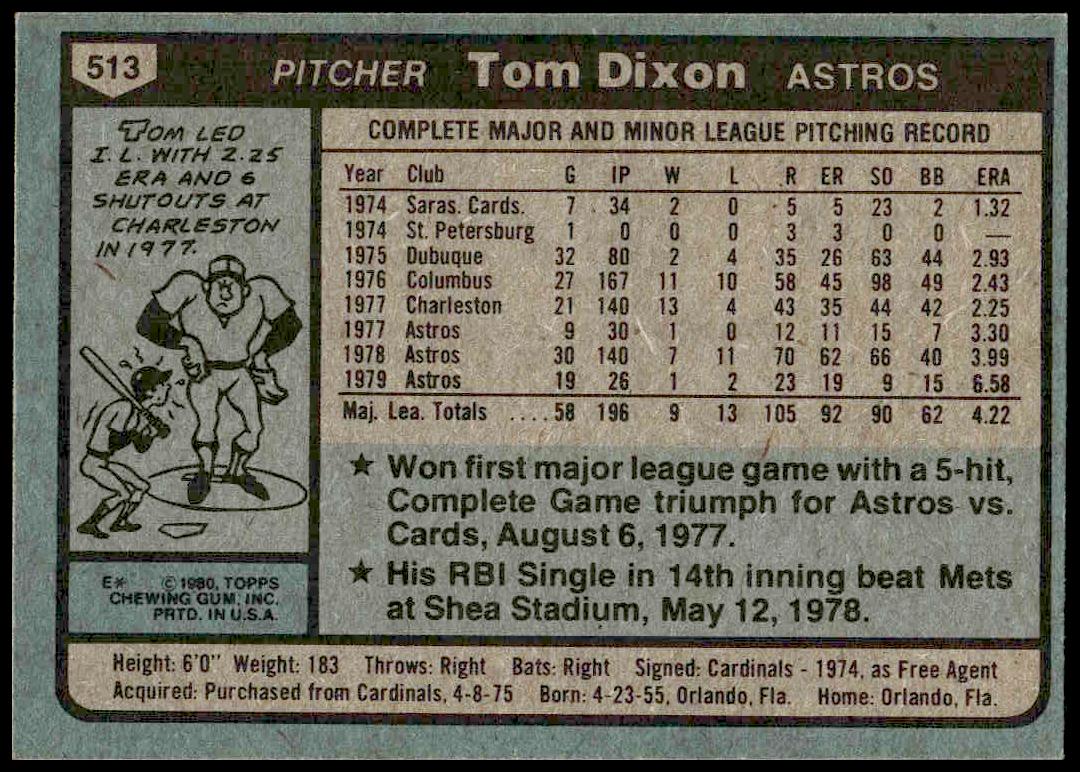 513 PITCHER Tom Dixon ASTROS
TOM LED
I. L. WITH 2.25
ERA AND 6
SHUTOUTS AT
CHARLESTON
IN 1977.
COMPLETE MAJOR AND MINOR LEAGUE PITCHING RECORD
Year Club G IP W L R ER SO BB ERA
1974 Saras. Cards. 7 34 2 0 5 5 23 2 1.32
1974 St. Petersburg 1 0 0 0 3 3 0 0 —
1975 Dubuque 32 80 2 4 35 26 63 44 2.93
1976 Columbus 27 167 11 10 58 45 98 49 2.43
1977 Charleston 21 140 13 4 43 35 44 42 2.25
1977 Astros 9 30 1 0 12 11 15 7 3.30
1978 Astros 30 140 7 11 70 62 66 40 3.99
1979 Astros 19 26 1 2 23 19 9 15 6.58
Maj. Lea. Totals ....58 196 9 13 105 92 90 62 4.22
★ Won first major league game with a 5-hit,
Complete Game triumph for Astros vs.
Cards, August 6, 1977.
★ His RBI Single in 14th inning beat Mets
at Shea Stadium, May 12, 1978.
E* © 1980, TOPPS
CHEWING GUM, INC.
PRTD. IN U.S.A.
Height: 6'0" Weight: 183 Throws: Right Bats: Right Signed: Cardinals - 1974, as Free Agent
Acquired: Purchased from Cardinals, 4-8-75 Born: 4-23-55, Orlando, Fla. Home: Orlando, Fla.